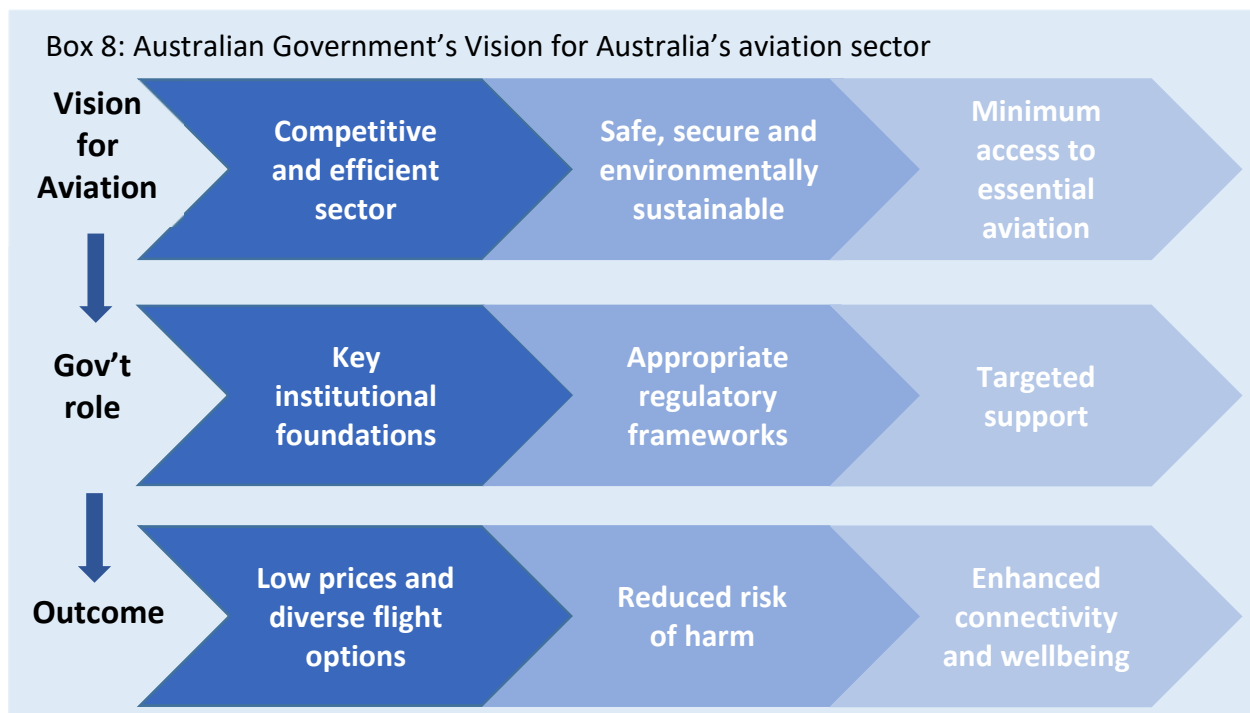 Box 8: Australian Government’s Vision for Australia’s aviation sector
Vision
for
Aviation
Competitive
and efficient
sector
Safe, secure and
environmentally
sustainable
Minimum
access to
essential
aviation
Gov’t
role
Key
institutional
foundations
Appropriate
regulatory
frameworks
Targeted
support
Outcome
Low prices and
diverse flight
options
Reduced risk
of harm
Enhanced
connectivity
and wellbeing